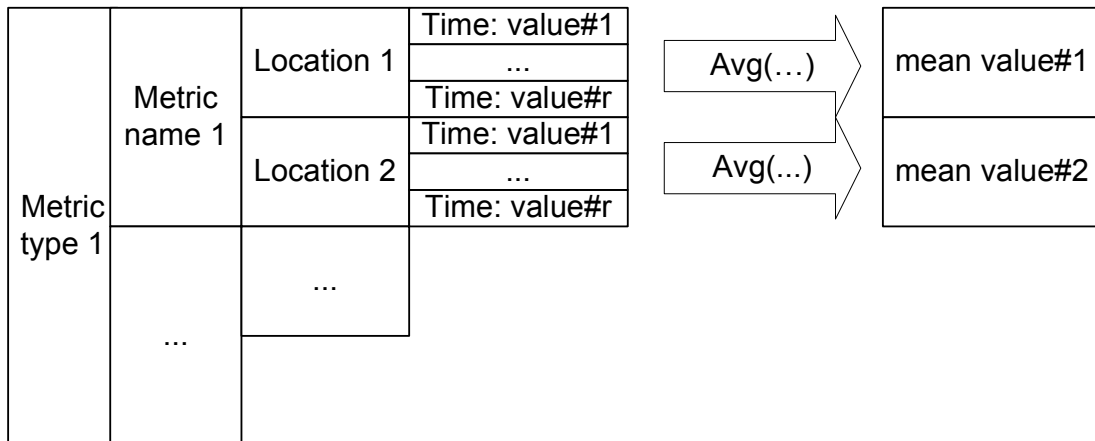 Metric
type 1
Metric
name 1
...
Location 1
Location 2
...
Time: value#1
...
Time: value#r
Time: value#1
...
Time: value#r
Avg(…)
Avg(...)
mean value#1
mean value#2